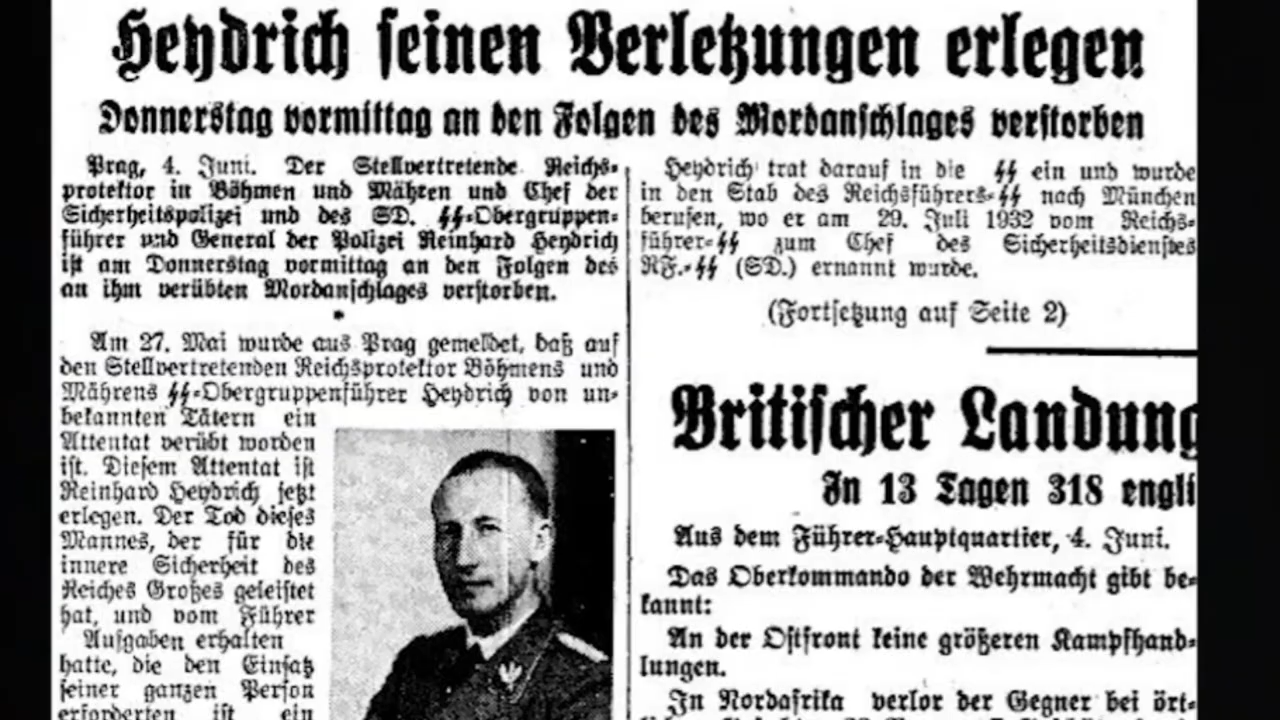 Heydrich seinen Verletzungen erlegen
Donnerstag vormittag an den Folgen des Mordanschlages verstorben
Prag, 4. Juni. Der Stellvertretende Reichs-
protektor in Böhmen und Mähren und Chef der
Sicherheitspolizei und des SD. SS-Obergruppen-
führer und General der Polizei Reinhard Heydrich
ist am Donnerstag vormittag an den Folgen des
an ihm verübten Mordanschlages verstorben.
*
Am 27. Mai wurde aus Prag gemeldet, daß auf
den Stellvertretenden Reichsprotektor Böhmens und
Mährens SS-Obergruppenführer Heydrich von un-
bekannten Tätern ein
Attentat verübt worden
ist. Diesem Attentat ist
Reinhard Heydrich jetzt
erlegen. Der Tod dieses
Mannes, der für die
innere Sicherheit des
Reiches Großes geleistet
hat, und vom Führer
Aufgaben erhalten
hatte, die den Einsatz
seiner ganzen Person
erforderten ist ein
Heydrich trat darauf in die SS ein und wurde
in den Stab des Reichsführers-SS nach München
berufen, wo er am 29. Juli 1932 vom Reichs-
führer-SS zum Chef des Sicherheitsdienstes
RF.-SS (SD.) ernannt wurde.
(Fortsetzung auf Seite 2)
Britischer Landung
In 13 Tagen 318 engli
Aus dem Führer-Hauptquartier, 4. Juni.
Das Oberkommando der Wehrmacht gibt be-
kannt:
An der Ostfront keine größeren Kampfhand-
lungen.
In Nordafrika verlor der Gegner bei ört-